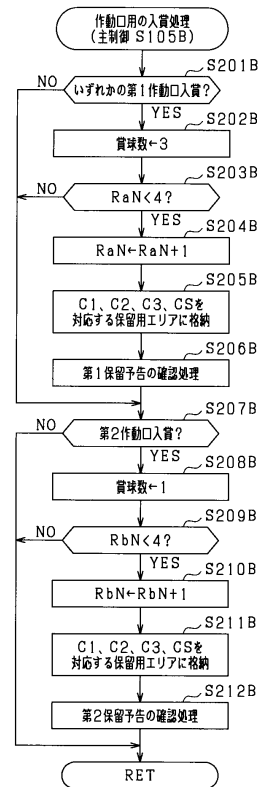 作動口用の入賞処理
(主制御 S105B)
S201B
NO
いずれかの第1作動口入賞?
YES
S202B
賞球数←3
S203B
NO
RaN<4?
YES
S204B
RaN←RaN+1
S205B
C1、C2、C3、CSを
対応する保留用エリアに格納
S206B
第1保留予告の確認処理
S207B
NO
第2作動口入賞?
YES
S208B
賞球数←1
S209B
NO
RbN<4?
YES
S210B
RbN←RbN+1
S211B
C1、C2、C3、CSを
対応する保留用エリアに格納
S212B
第2保留予告の確認処理
RET